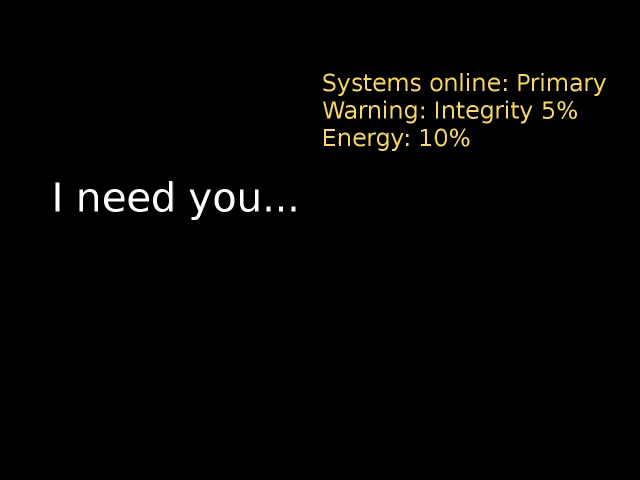 Systems online: Primary
Warning: Integrity 5%
Energy: 10%
I need you...